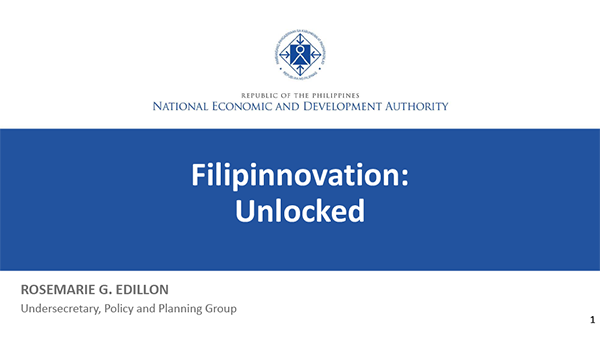 REPUBLIC OF THE PHILIPPINES
NATIONAL ECONOMIC AND DEVELOPMENT AUTHORITY
Filipinnovation:
Unlocked
ROSEMARIE G. EDILLON
Undersecretary, Policy and Planning Group
1